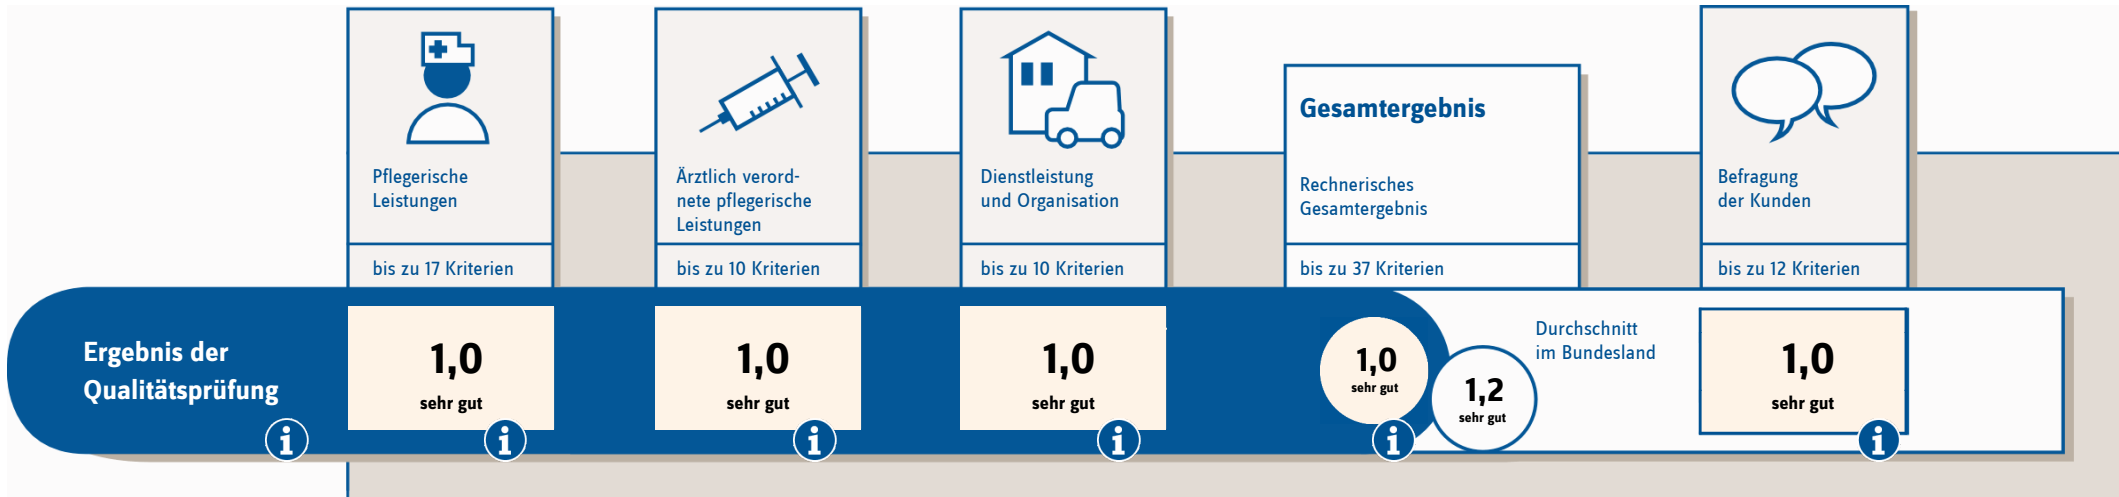 Pflegerische
Leistungen
bis zu 17 Kriterien
Ärztlich verord-
nete pflegerische
Leistungen
bis zu 10 Kriterien
Dienstleistung
und Organisation
bis zu 10 Kriterien
Gesamtergebnis
Rechnerisches
Gesamtergebnis
bis zu 37 Kriterien
Befragung
der Kunden
bis zu 12 Kriterien
Ergebnis der
Qualitätsprüfung
i
1,0
sehr gut
i
1,0
sehr gut
i
1,0
sehr gut
i
1,0
sehr gut
i
1,2
sehr gut
Durchschnitt
im Bundesland
1,0
sehr gut
i